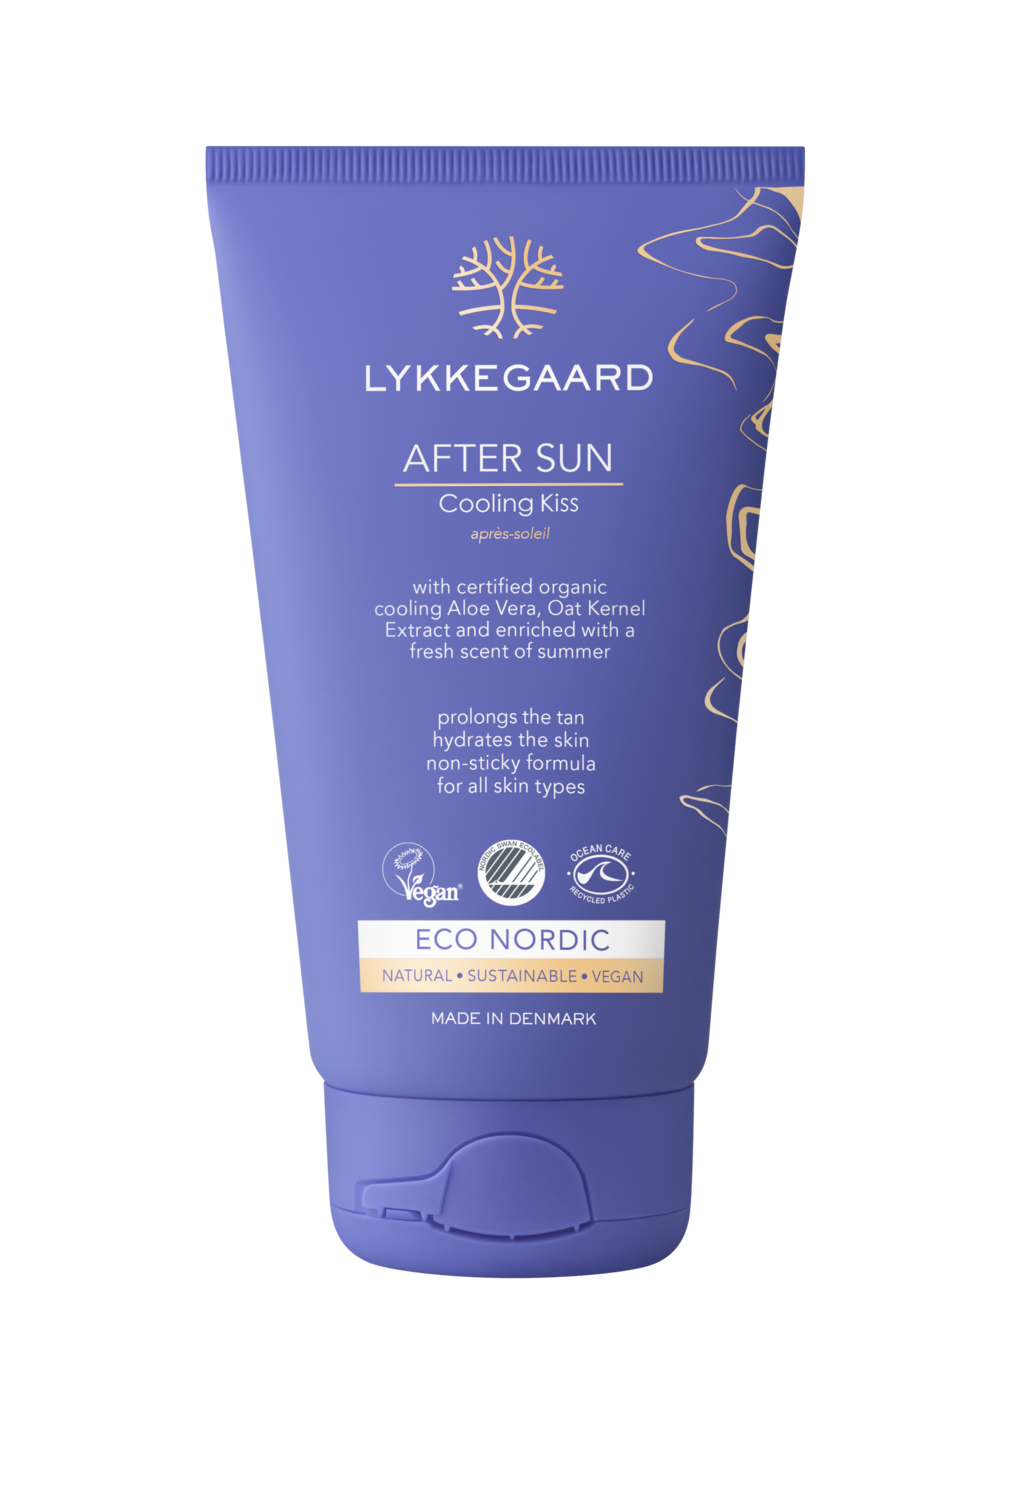 LYKKEGAARD
AFTER SUN
Cooling Kiss
après-soleil
with certified organic
cooling Aloe Vera, Oat Kernel
Extract and enriched with a
fresh scent of summer
prolongs the tan
hydrates the skin
non-sticky formula
for all skin types
Vegan®
NORDIC SWAN ECOLABEL
OCEAN CARE
RECYCLED PLASTIC
ECO NORDIC
NATURAL • SUSTAINABLE • VEGAN
MADE IN DENMARK